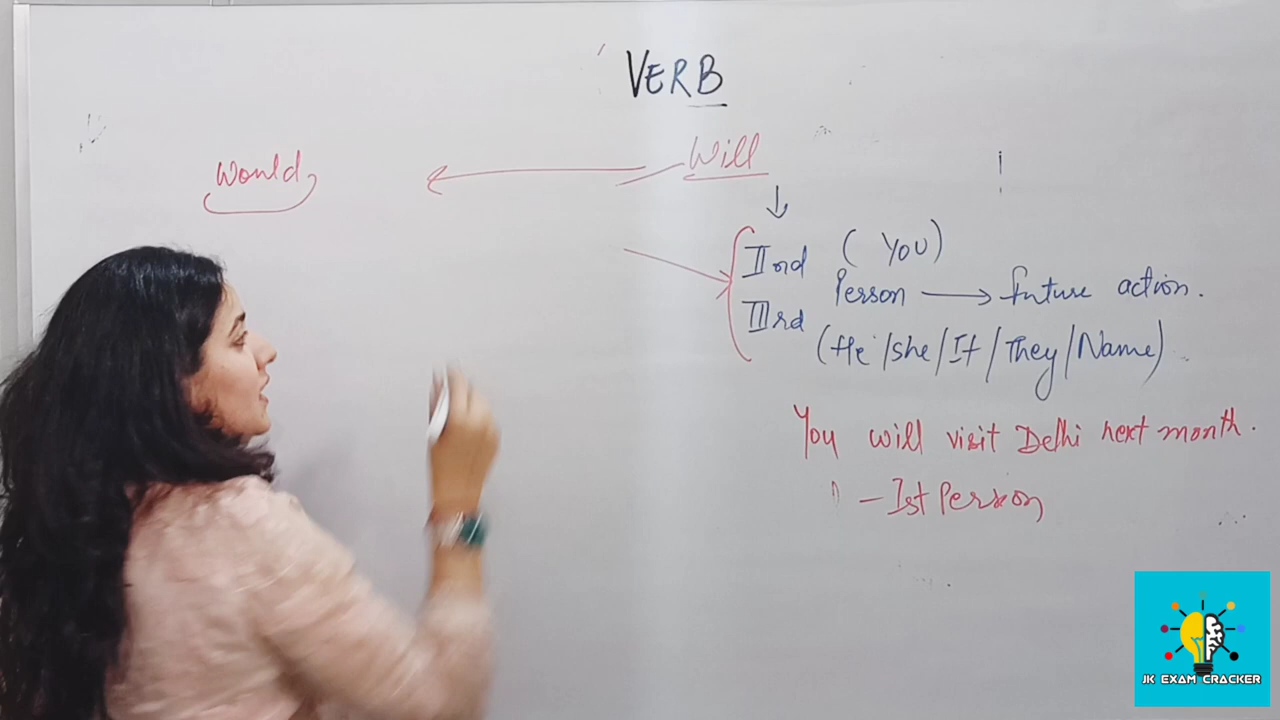 VERB
Would
Will
IInd ( YOU )
Person → future action.
IIIrd
(He/she/It/They/Name)
You will visit Delhi next month.
- Ist Person
JK EXAM CRACKER